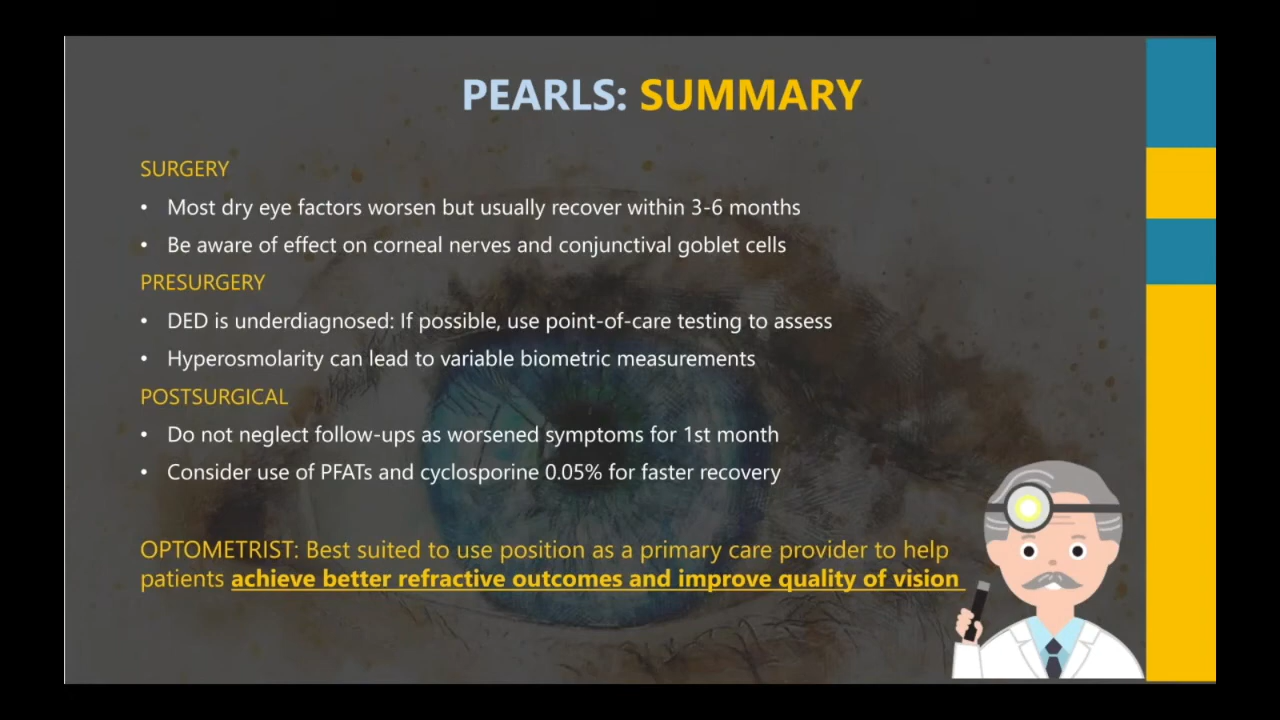 PEARLS: SUMMARY
SURGERY
• Most dry eye factors worsen but usually recover within 3-6 months
• Be aware of effect on corneal nerves and conjunctival goblet cells
PRESURGERY
• DED is underdiagnosed: If possible, use point-of-care testing to assess
• Hyperosmolarity can lead to variable biometric measurements
POSTSURGICAL
• Do not neglect follow-ups as worsened symptoms for 1st month
• Consider use of PFATs and cyclosporine 0.05% for faster recovery
OPTOMETRIST: Best suited to use position as a primary care provider to help
patients achieve better refractive outcomes and improve quality of vision